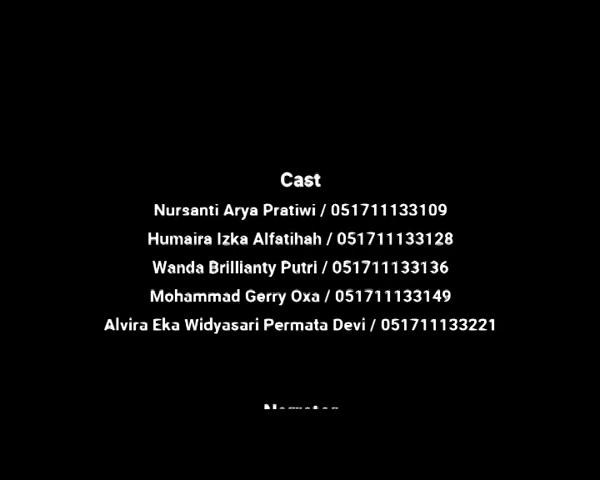 Cast
Nursanti Arya Pratiwi / 051711133109
Humaira Izka Alfatihah / 051711133128
Wanda Brillianty Putri / 051711133136
Mohammad Gerry Oxa / 051711133149
Alvira Eka Widyasari Permata Devi / 051711133221